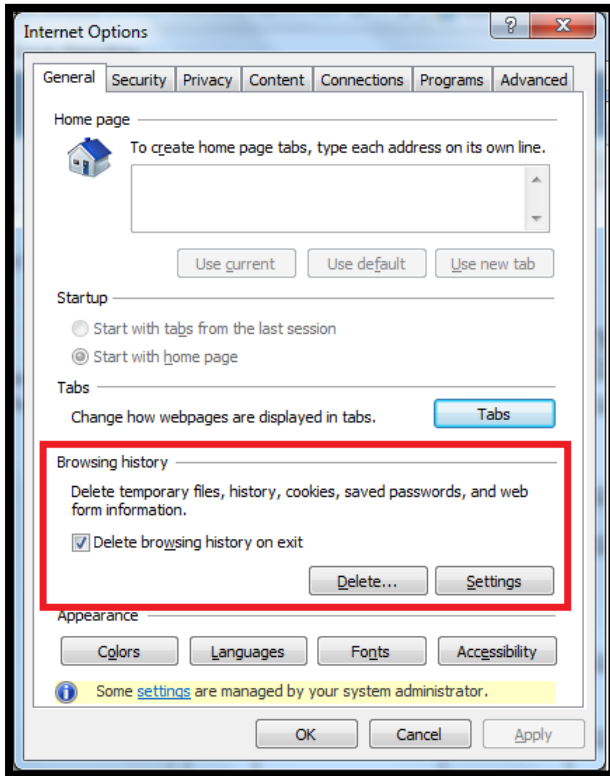 Internet Options
General Security Privacy Content Connections Programs Advanced
Home page
To create home page tabs, type each address on its own line.
Use current Use default Use new tab
Startup
Start with tabs from the last session
Start with home page
Tabs
Change how webpages are displayed in tabs. Tabs
Browsing history
Delete temporary files, history, cookies, saved passwords, and web
form information.
Delete browsing history on exit
Delete... Settings
Appearance
Colors Languages Fonts Accessibility
Some settings are managed by your system administrator.
OK Cancel Apply